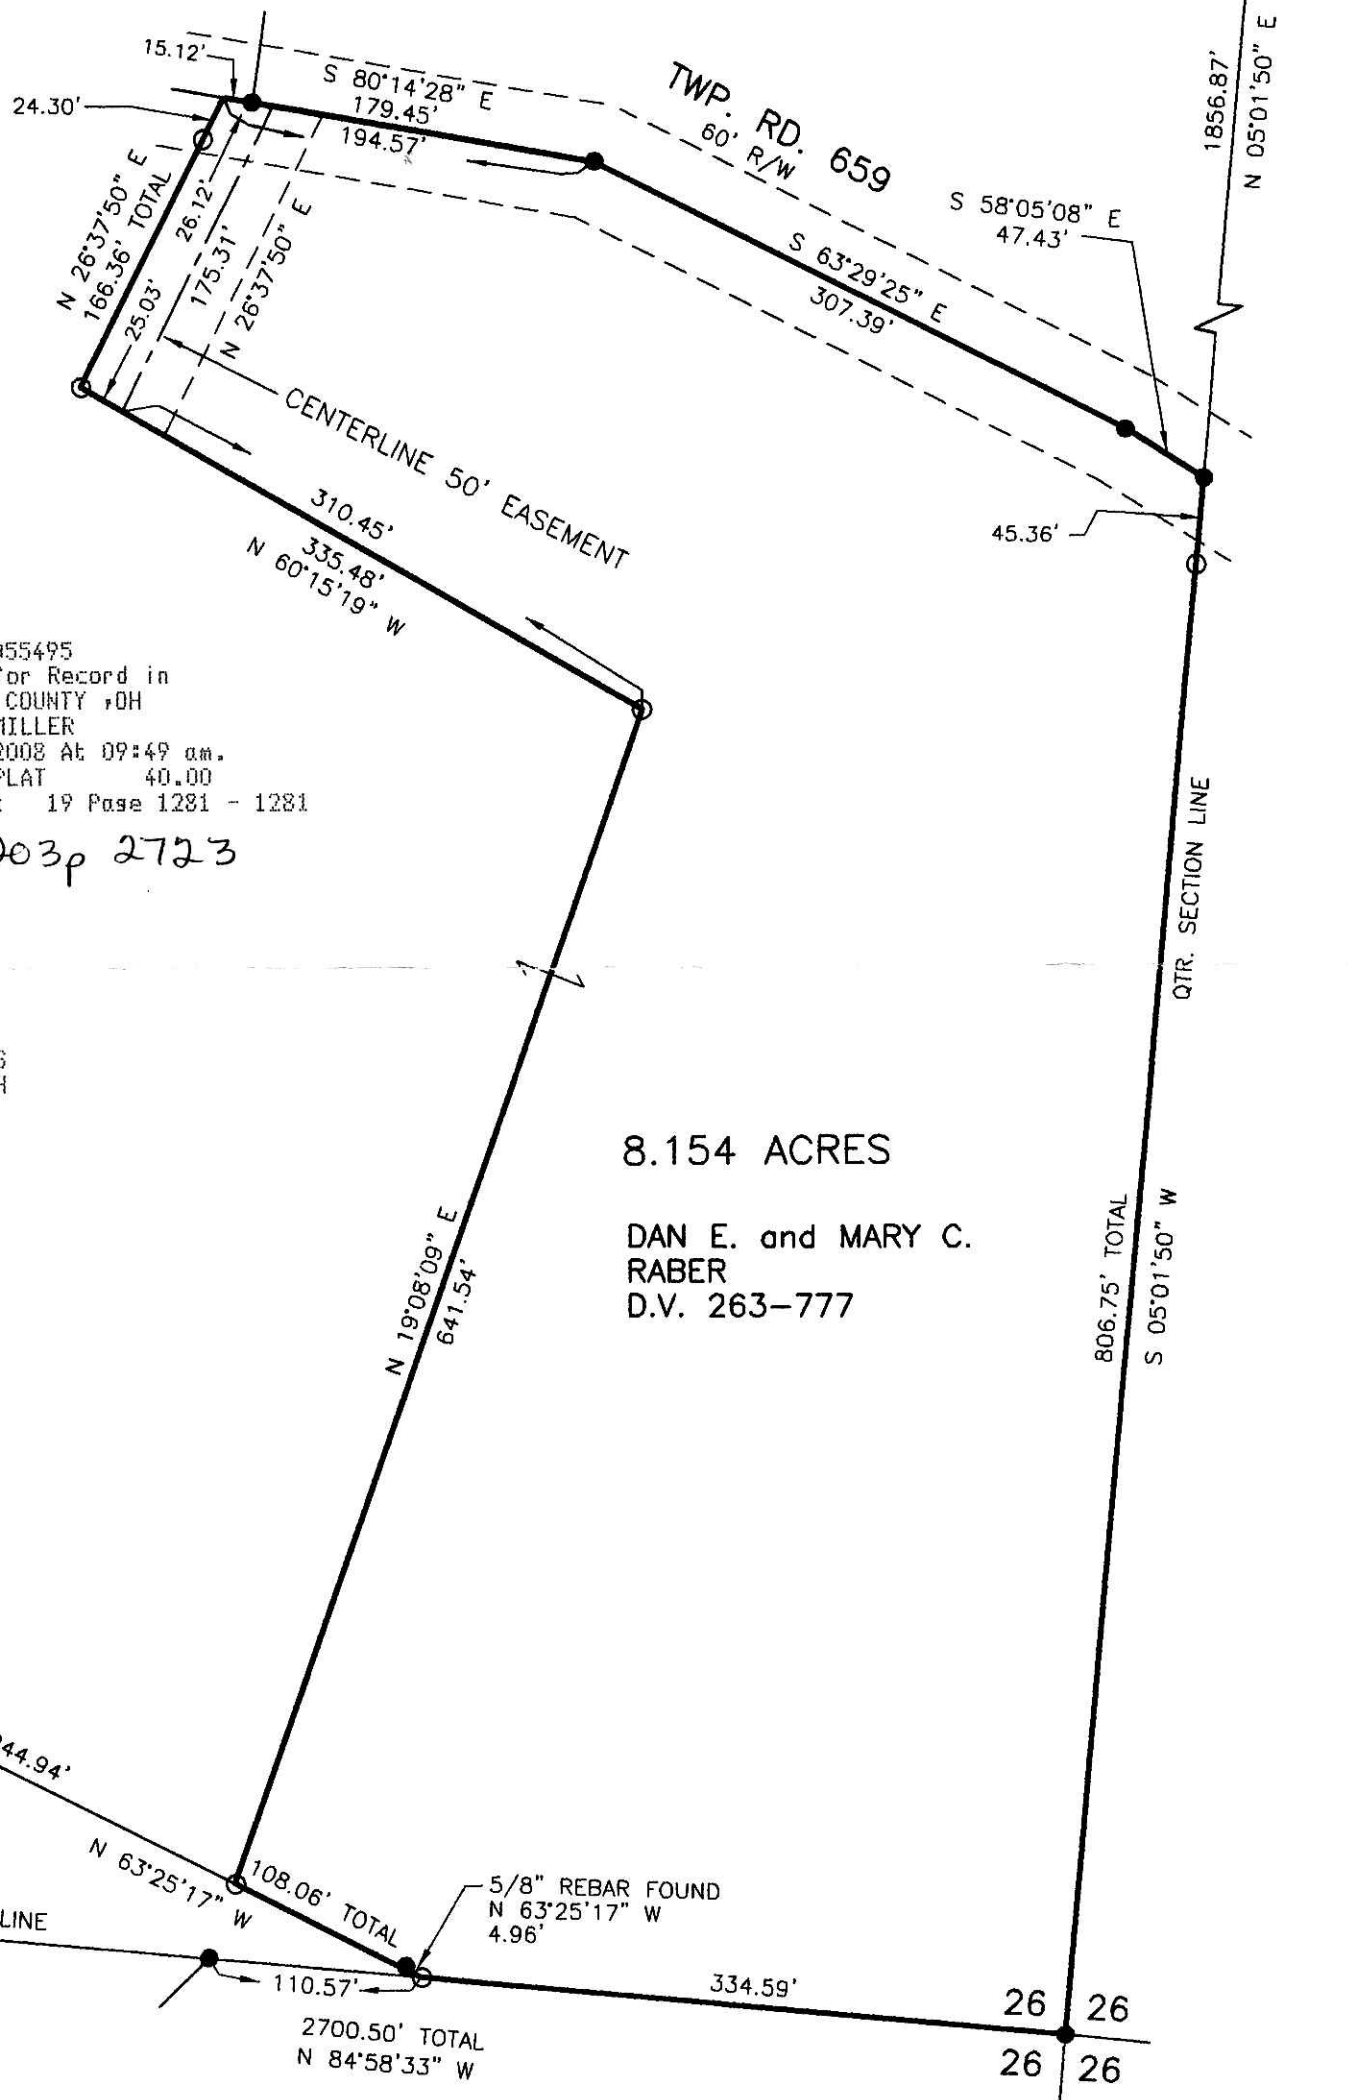 15.12'
24.30'
S 80°14'28" E
179.45'
194.57'
TWP. RD. 659
60' R/W
1856.87'
N 05°01'50" E
S 58°05'08" E
47.43'
S 63°29'25" E
307.39'
N 26°37'50" E
166.36' TOTAL
26.12'
25.03'
175.31'
N 26°37'50" E
CENTERLINE 50' EASEMENT
45.36'
310.45'
335.48'
N 60°15'19" W
55495
or Record in
COUNTY ,OH
MILLER
2008 At 09:49 am.
PLAT 40.00
19 Page 1281 - 1281
03p 2723
QTR. SECTION LINE
8.154 ACRES
DAN E. and MARY C.
RABER
D.V. 263-777
N 19°08'09" E
641.54'
806.75' TOTAL
S 05°01'50" W
44.94'
N 63°25'17" W
108.06' TOTAL
5/8" REBAR FOUND
N 63°25'17" W
4.96'
LINE
110.57'
334.59'
2700.50' TOTAL
N 84°58'33" W
26 26
26 26